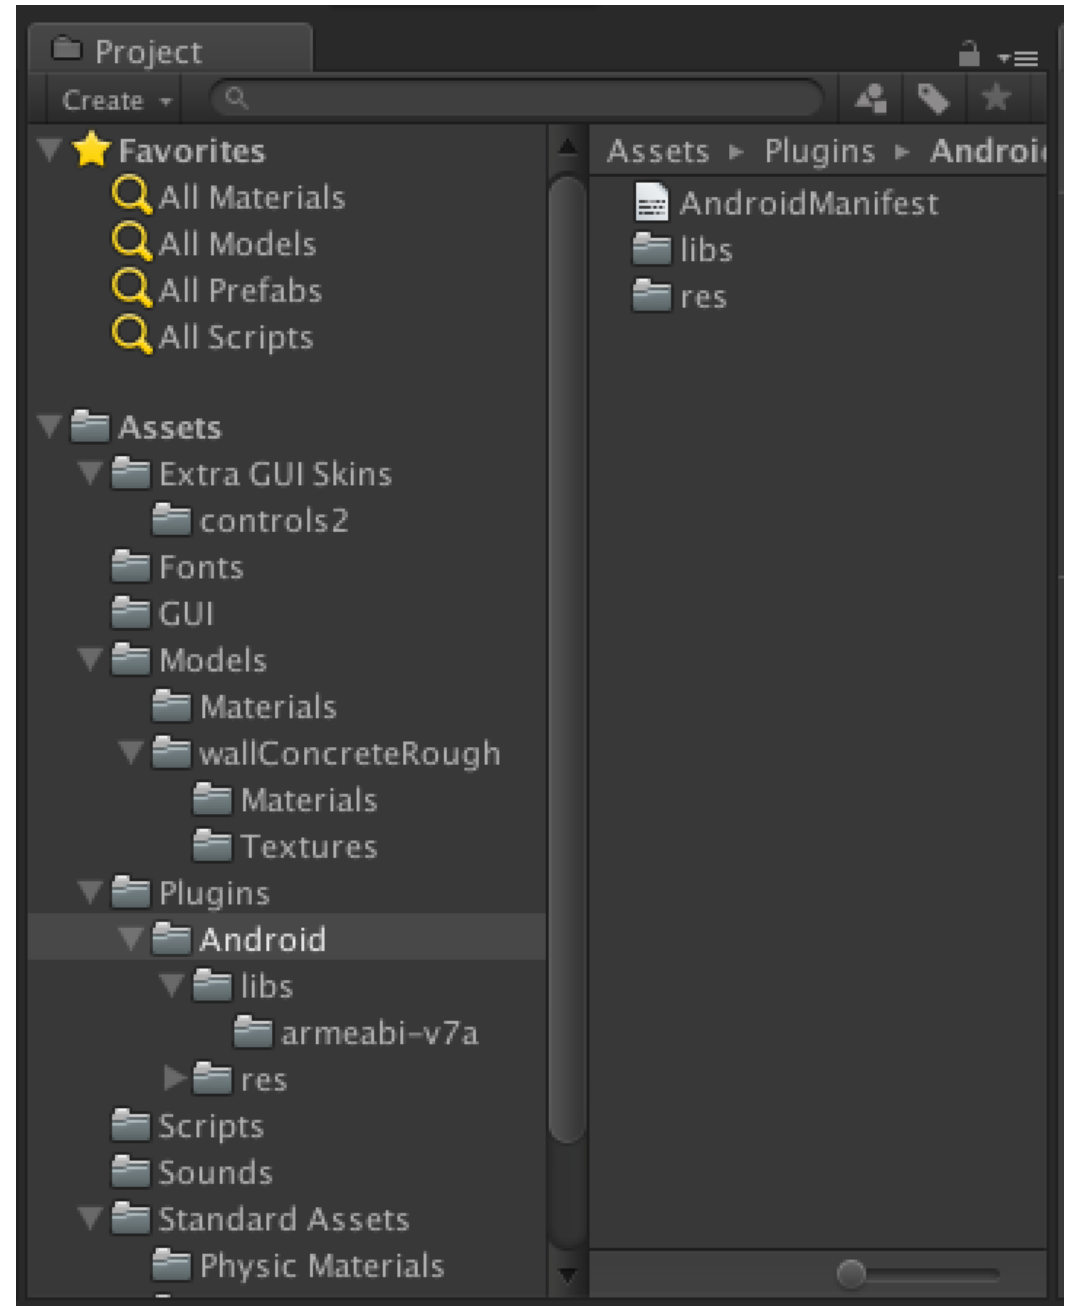 Project
Create
Favorites
All Materials
All Models
All Prefabs
All Scripts
Assets
Extra GUI Skins
controls2
Fonts
GUI
Models
Materials
wallConcreteRough
Materials
Textures
Plugins
Android
libs
armeabi-v7a
res
Scripts
Sounds
Standard Assets
Physic Materials
Assets ▸ Plugins ▸ Androi
AndroidManifest
libs
res